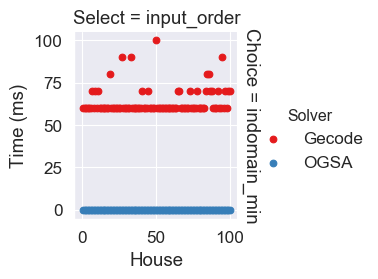 Select = input_order
100
75
50
25
0
Time (ms)
0
50
100
House
Choice = indomain_min
Solver
Gecode
OGSA